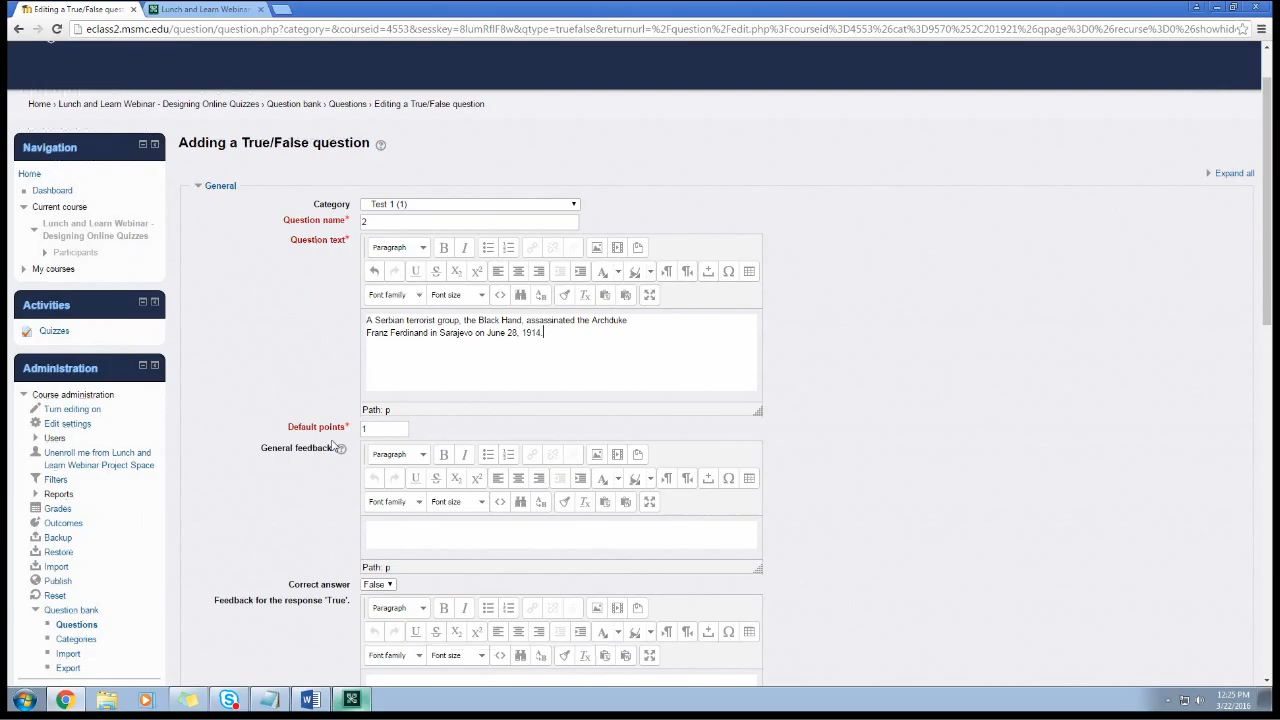 Editing a True/False ques
Lunch and Learn Webinar
eclass2.msmc.edu/question/question.php?category=&courseid=4553&sesskey=8lumRflF8w&qtype=truefalse&returnurl=%2Fquestion%2Fedit.php%3Fcourseid%3D4553%26cat%3D9570%252C201921%26qpage%3D0%26recurse%3D0%26showhid
Home › Lunch and Learn Webinar - Designing Online Quizzes › Question bank › Questions › Editing a True/False question
Navigation
Home
Dashboard
Current course
Lunch and Learn Webinar -
Designing Online Quizzes
Participants
My courses
Activities
Quizzes
Administration
Course administration
Turn editing on
Edit settings
Users
Unenroll me from Lunch and
Learn Webinar Project Space
Filters
Reports
Grades
Outcomes
Backup
Restore
Import
Publish
Reset
Question bank
Questions
Categories
Import
Export
Adding a True/False question
Expand all
General
Category Test 1 (1)
Question name* 2
Question text*
Paragraph
Font family Font size
A Serbian terrorist group, the Black Hand, assassinated the Archduke
Franz Ferdinand in Sarajevo on June 28, 1914.
Path: p
Default points* 1
General feedback
Paragraph
Font family Font size
Path: p
Correct answer False
Feedback for the response 'True'.
Paragraph
Font family Font size
12:25 PM
3/22/2016